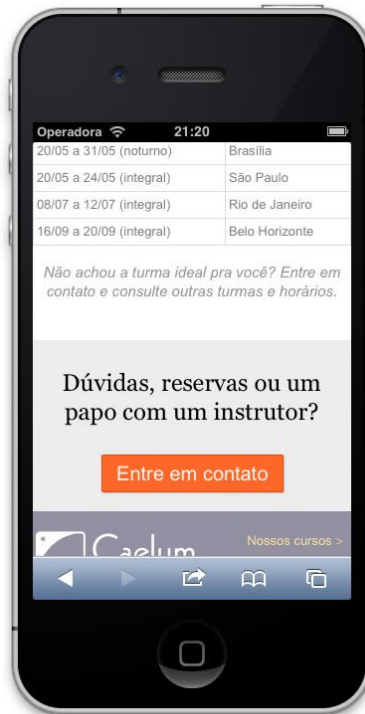 Operadora 21:20
20/05 a 31/05 (noturno) Brasília
20/05 a 24/05 (integral) São Paulo
08/07 a 12/07 (integral) Rio de Janeiro
16/09 a 20/09 (integral) Belo Horizonte
Não achou a turma ideal pra você? Entre em
contato e consulte outras turmas e horários.
Dúvidas, reservas ou um
papo com um instrutor?
Entre em contato
Caelum Nossos cursos >